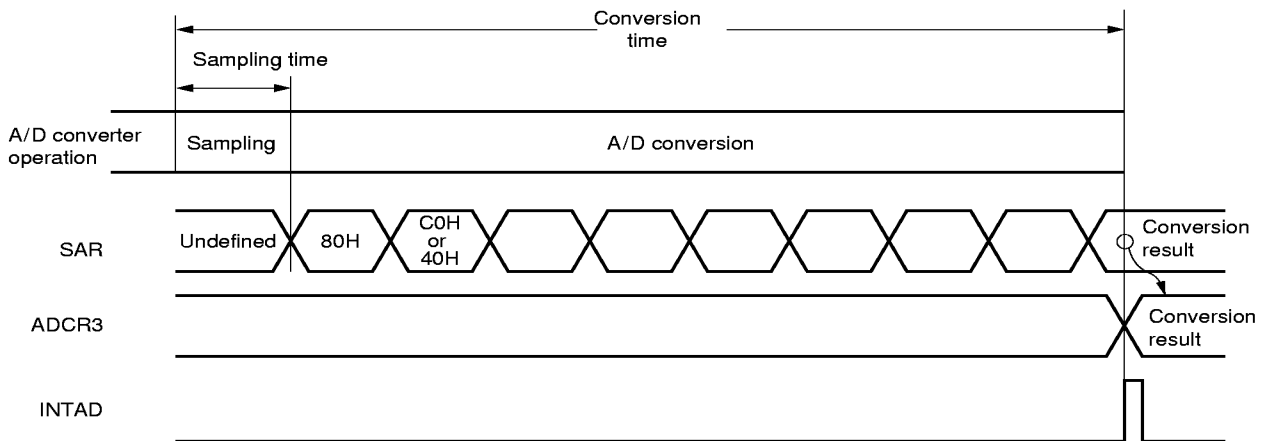 Conversion
time
Sampling time
A/D converter
operation
Sampling
A/D conversion
SAR
Undefined
80H
C0H
or
40H
Conversion
result
ADCR3
Conversion
result
INTAD